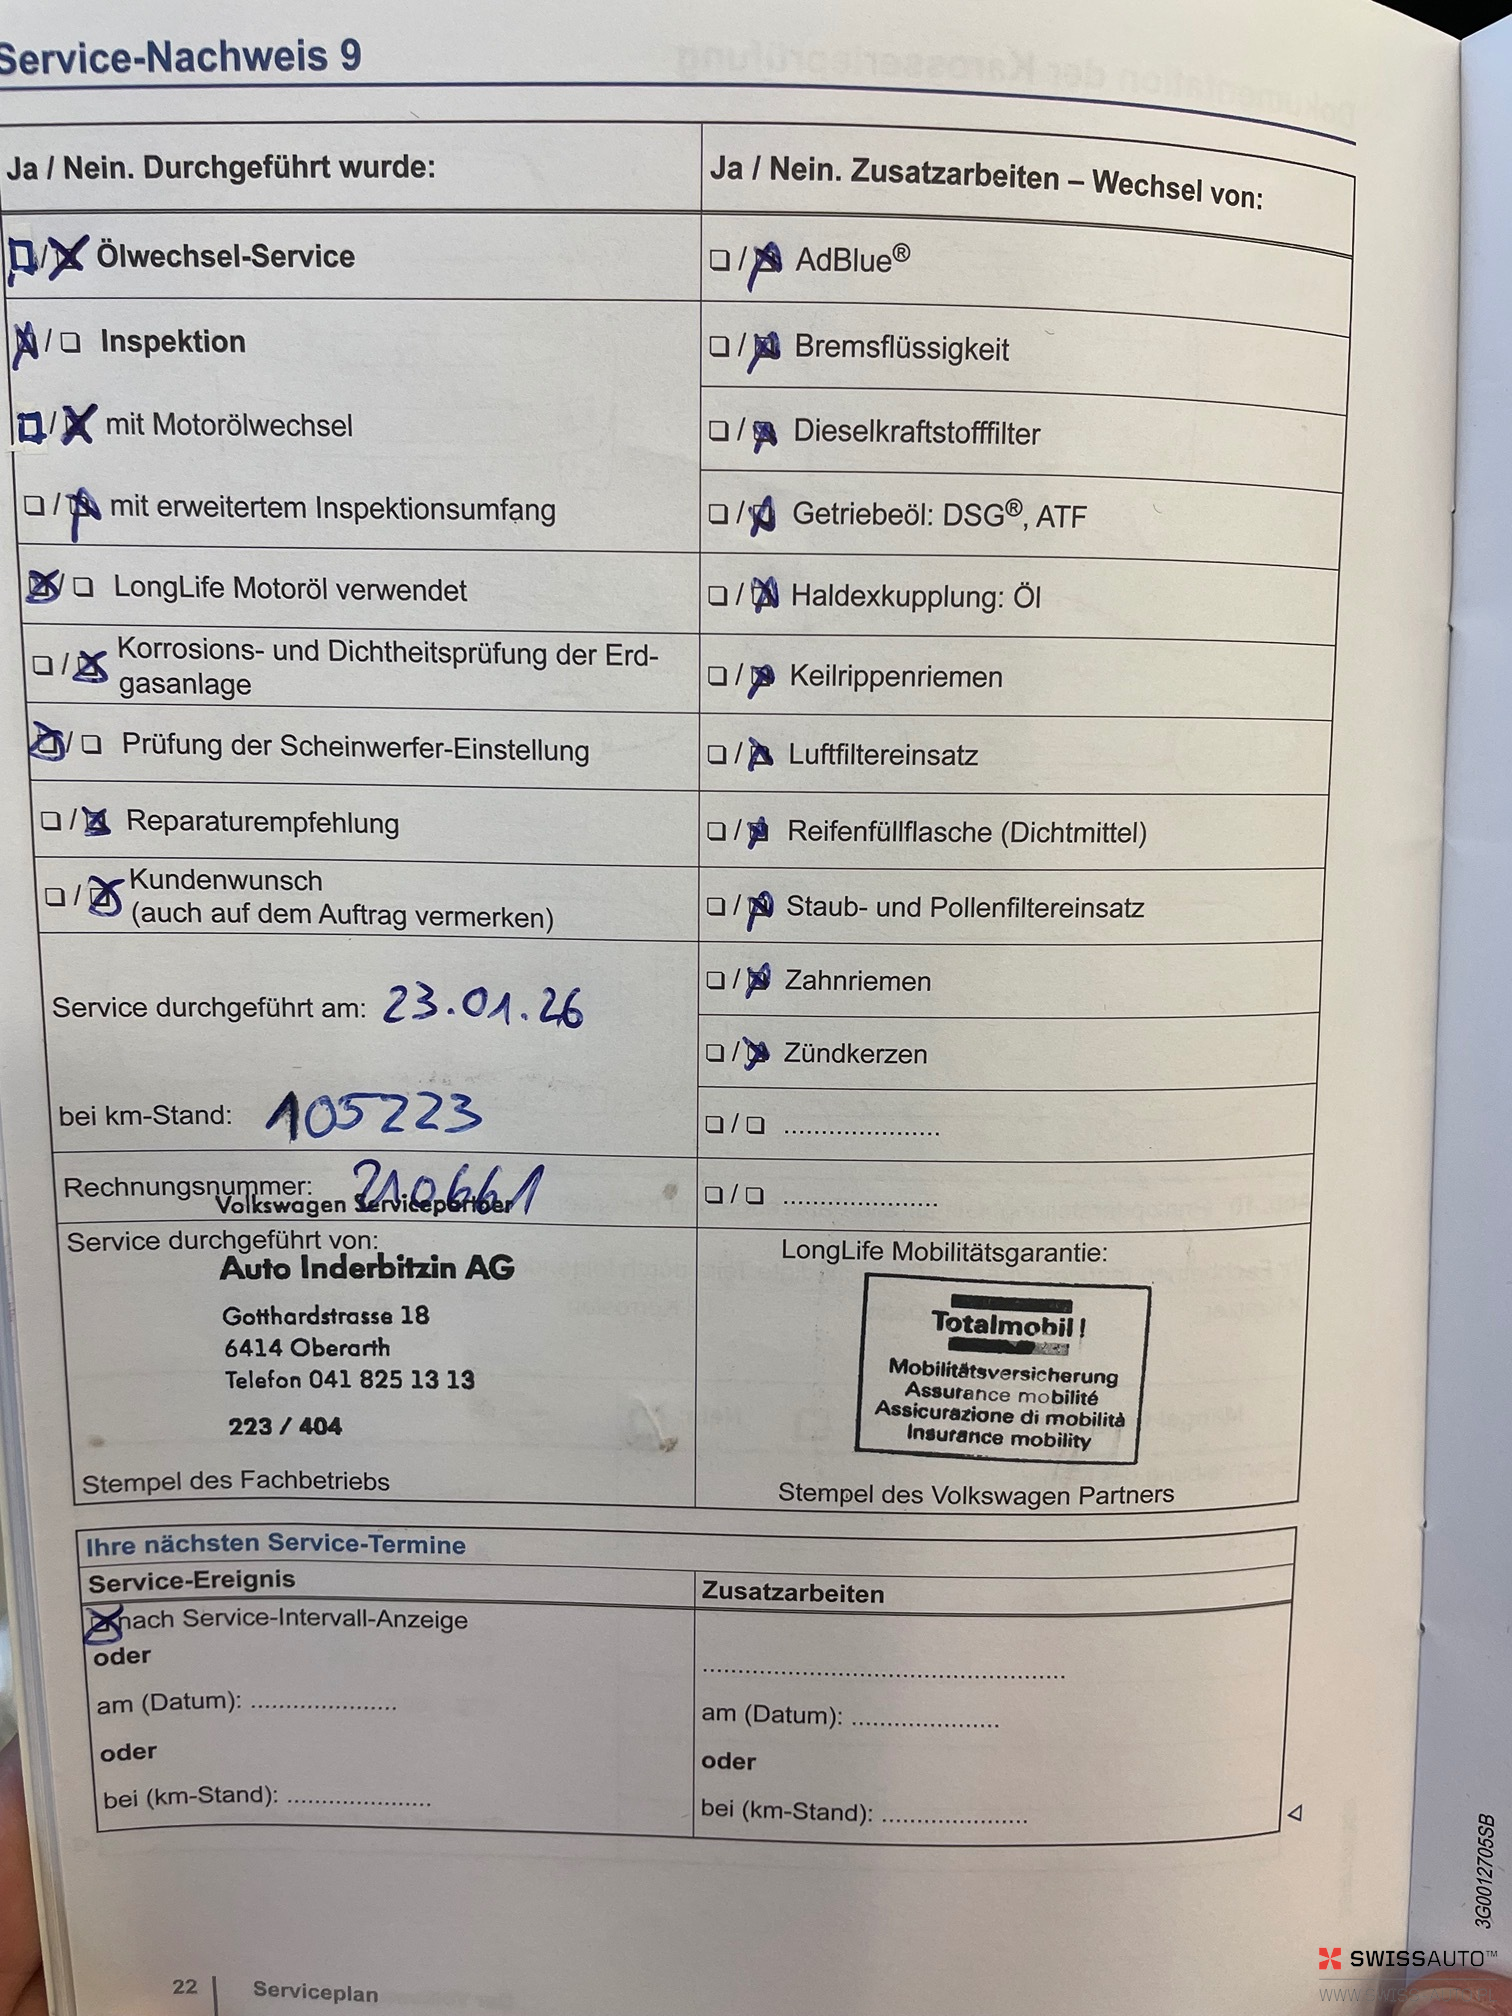 Service-Nachweis 9
Ja / Nein. Durchgeführt wurde:
/ Ölwechsel-Service
/ Inspektion
/ mit Motorölwechsel
/ mit erweitertem Inspektionsumfang
/ LongLife Motoröl verwendet
/ Korrosions- und Dichtheitsprüfung der Erd-
gasanlage
/ Prüfung der Scheinwerfer-Einstellung
/ Reparaturempfehlung
/ Kundenwunsch
(auch auf dem Auftrag vermerken)
Service durchgeführt am: 23.01.26
bei km-Stand: 105223
Rechnungsnummer: 210661
Volkswagen Servicepartner
Service durchgeführt von:
Auto Inderbitzin AG
Gotthardstrasse 18
6414 Oberarth
Telefon 041 825 13 13
223 / 404
Stempel des Fachbetriebs
Ja / Nein. Zusatzarbeiten – Wechsel von:
/ AdBlue®
/ Bremsflüssigkeit
/ Dieselkraftstofffilter
/ Getriebeöl: DSG®, ATF
/ Haldexkupplung: Öl
/ Keilrippenriemen
/ Luftfiltereinsatz
/ Reifenfüllflasche (Dichtmittel)
/ Staub- und Pollenfiltereinsatz
/ Zahnriemen
/ Zündkerzen
/ ......................
/ ......................
LongLife Mobilitätsgarantie:
Totalmobil!
Mobilitätsversicherung
Assurance mobilité
Assicurazione di mobilità
Insurance mobility
Stempel des Volkswagen Partners
Ihre nächsten Service-Termine
Service-Ereignis
nach Service-Intervall-Anzeige
oder
am (Datum): .....................
oder
bei (km-Stand): .....................
Zusatzarbeiten
...................................................
am (Datum): .....................
oder
bei (km-Stand): .....................
3G0012705SB
22 Serviceplan
SWISSAUTO™